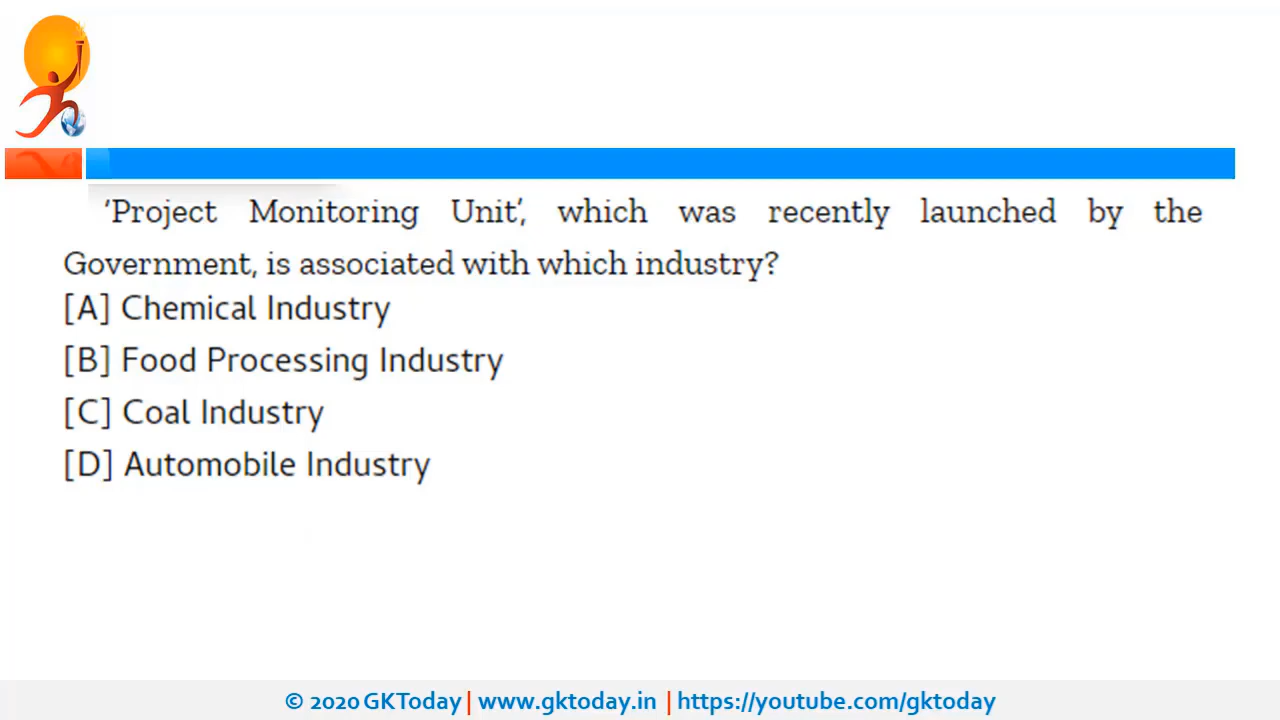 ‘Project Monitoring Unit’, which was recently launched by the
Government, is associated with which industry?
[A] Chemical Industry
[B] Food Processing Industry
[C] Coal Industry
[D] Automobile Industry
© 2020 GKToday | www.gktoday.in | https://youtube.com/gktoday